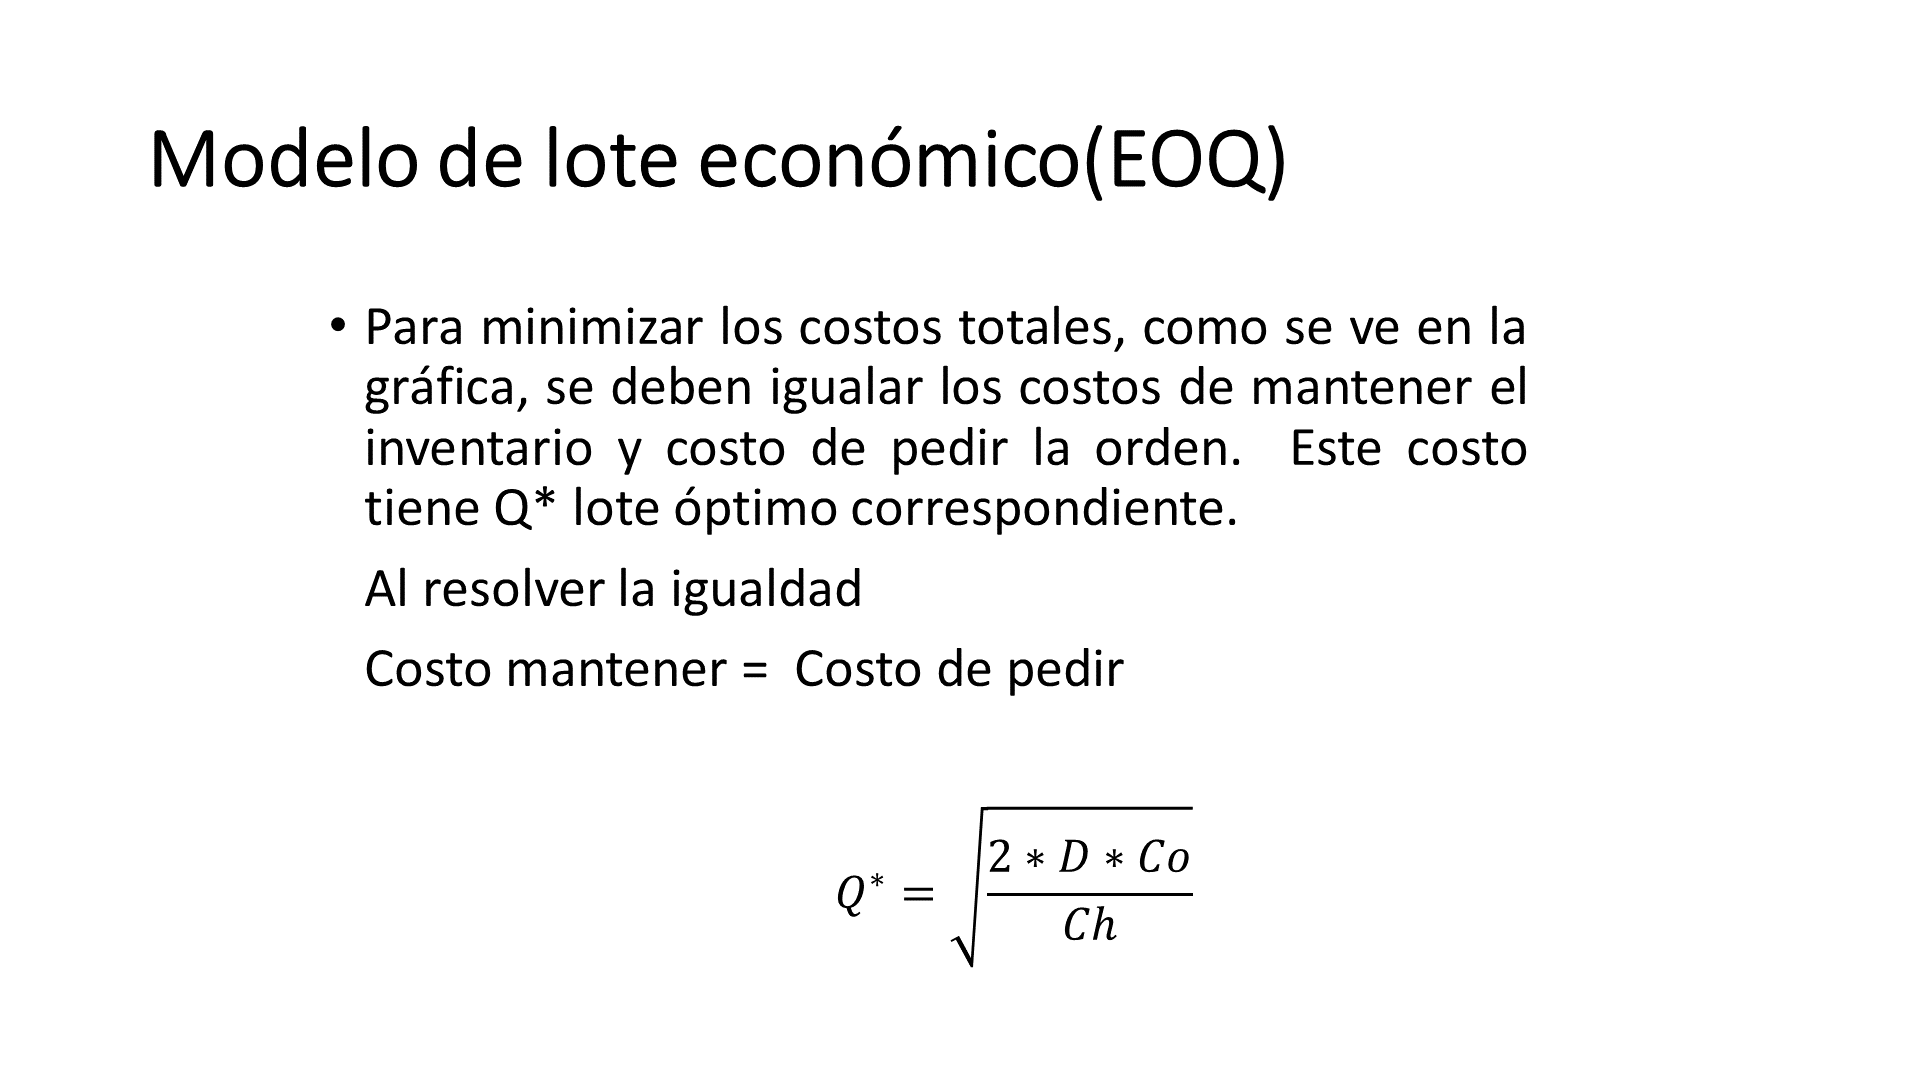 Modelo de lote económico(EOQ)
• Para minimizar los costos totales, como se ve en la
gráfica, se deben igualar los costos de mantener el
inventario y costo de pedir la orden. Este costo
tiene Q* lote óptimo correspondiente.
Al resolver la igualdad
Costo mantener = Costo de pedir
Q* = √(2 * D * Co / Ch)